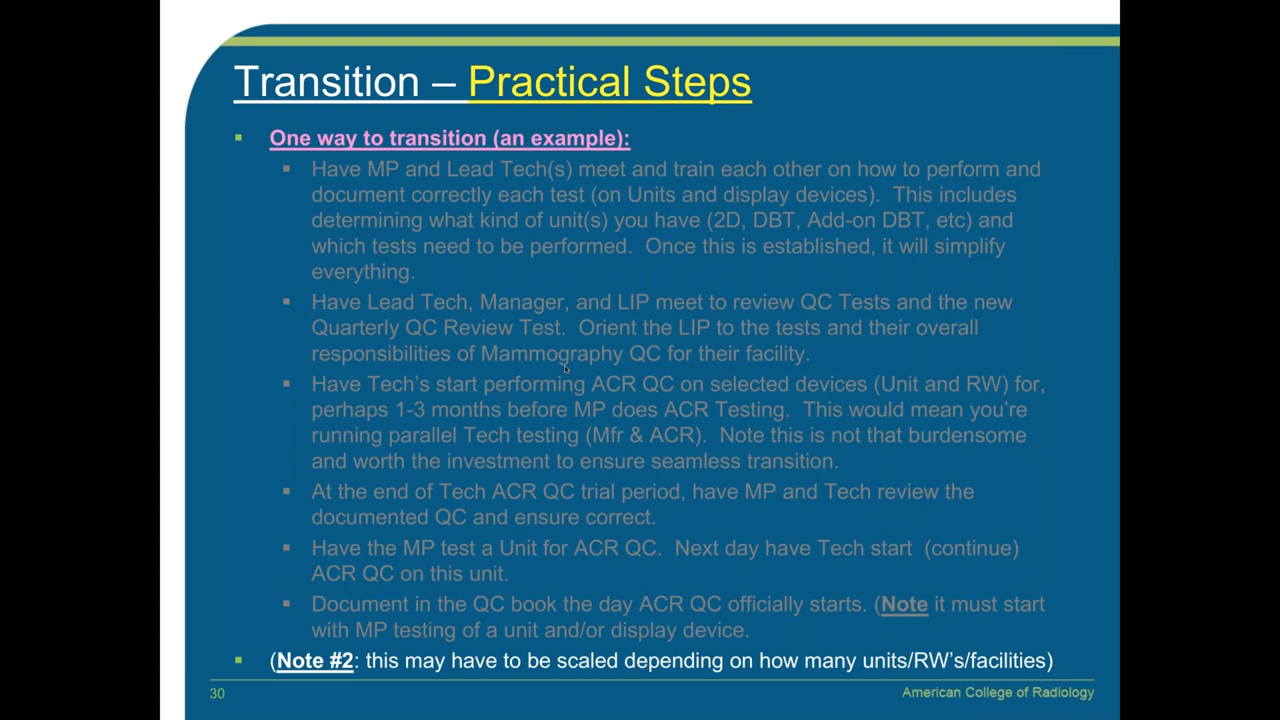 Transition – Practical Steps
One way to transition (an example):
Have MP and Lead Tech(s) meet and train each other on how to perform and
document correctly each test (on Units and display devices).  This includes
determining what kind of unit(s) you have (2D, DBT, Add-on DBT, etc) and
which tests need to be performed.  Once this is established, it will simplify
everything.
Have Lead Tech, Manager, and LIP meet to review QC Tests and the new
Quarterly QC Review Test.  Orient the LIP to the tests and their overall
responsibilities of Mammography QC for their facility.
Have Tech's start performing ACR QC on selected devices (Unit and RW) for,
perhaps 1-3 months before MP does ACR Testing.  This would mean you're
running parallel Tech testing (Mfr & ACR).  Note this is not that burdensome
and worth the investment to ensure seamless transition.
At the end of Tech ACR QC trial period, have MP and Tech review the
documented QC and ensure correct.
Have the MP test a Unit for ACR QC.  Next day have Tech start  (continue)
ACR QC on this unit.
Document in the QC book the day ACR QC officially starts. (Note it must start
with MP testing of a unit and/or display device.
(Note #2: this may have to be scaled depending on how many units/RW's/facilities)
30
American College of Radiology